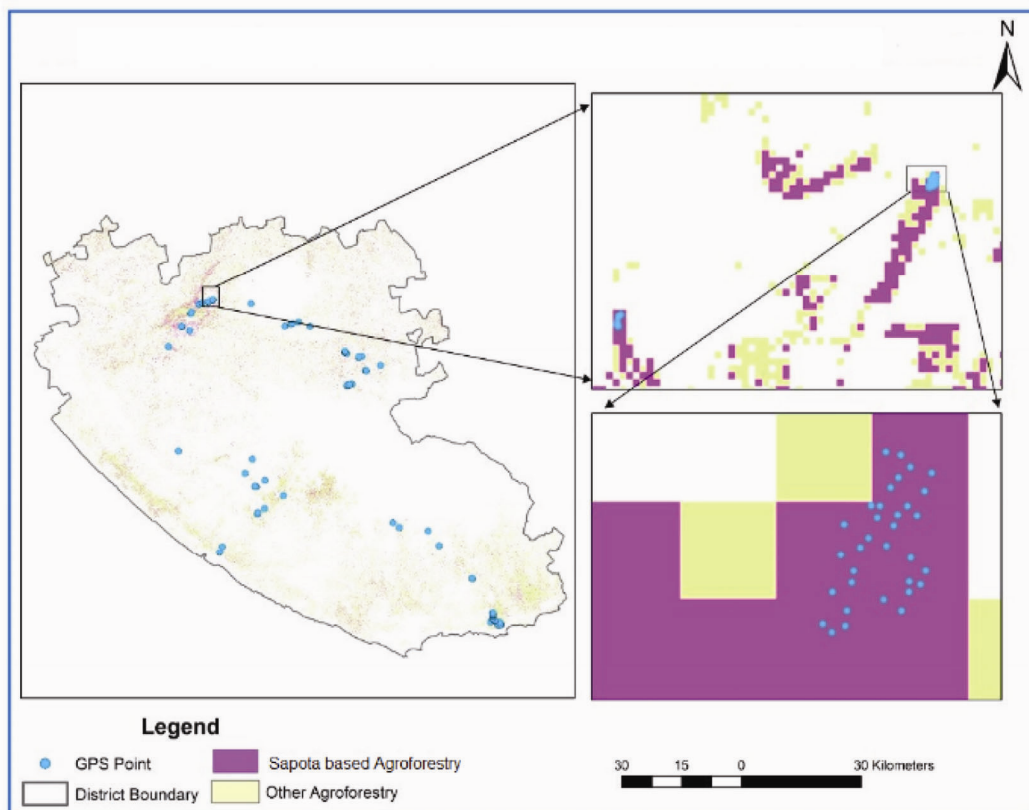 N
Legend
GPS Point
Sapota based Agroforestry
District Boundary
Other Agroforestry
30 15 0 30 Kilometers